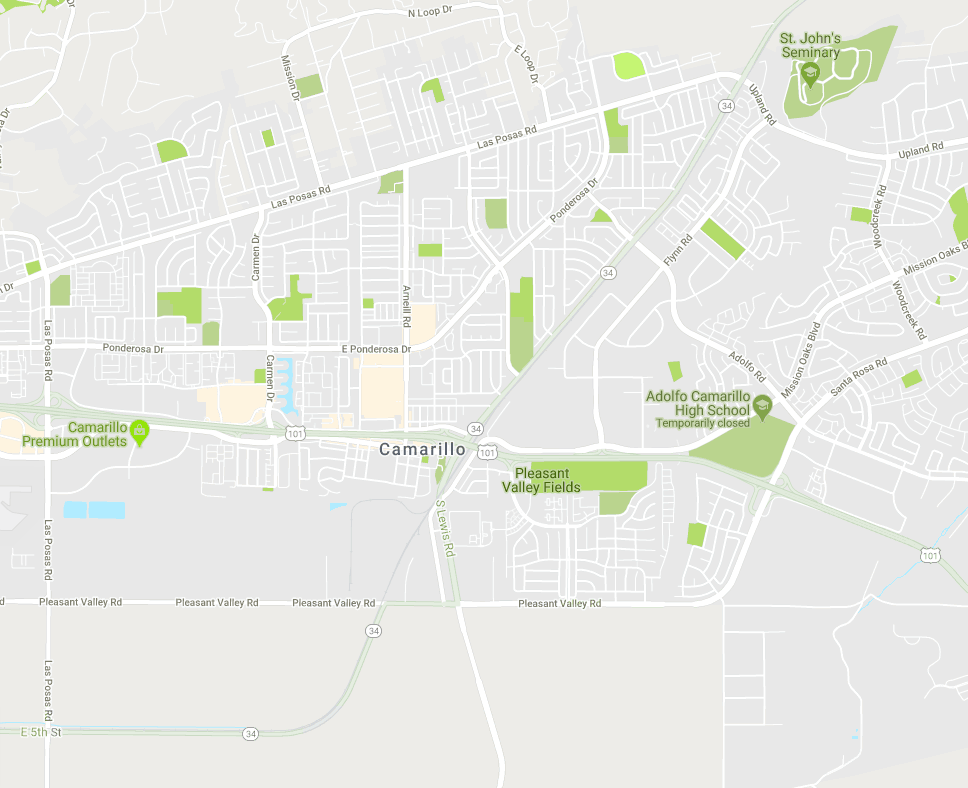 N Loop Dr
E Loop Dr
Mission Dr
St. John's
Seminary
34
Upland Rd
Las Posas Rd
Upland Rd
Las Posas Rd
Ponderosa Dr
Woodcreek Rd
Carmen Dr
Flynn Rd
Mission Oaks B
34
Arneill Rd
Woodcreek Rd
Las Posas Rd
Ponderosa Dr
E Ponderosa Dr
Carmen Dr
Adolfo Rd
Mission Oaks Blvd
Santa Rosa Rd
Adolfo Camarillo
High School
Temporarily closed
Camarillo
Premium Outlets
101
34
Camarillo
101
Pleasant
Valley Fields
S Lewis Rd
Las Posas Rd
101
Pleasant Valley Rd
Pleasant Valley Rd
Pleasant Valley Rd
Pleasant Valley Rd
34
Las Posas Rd
E 5th St
34